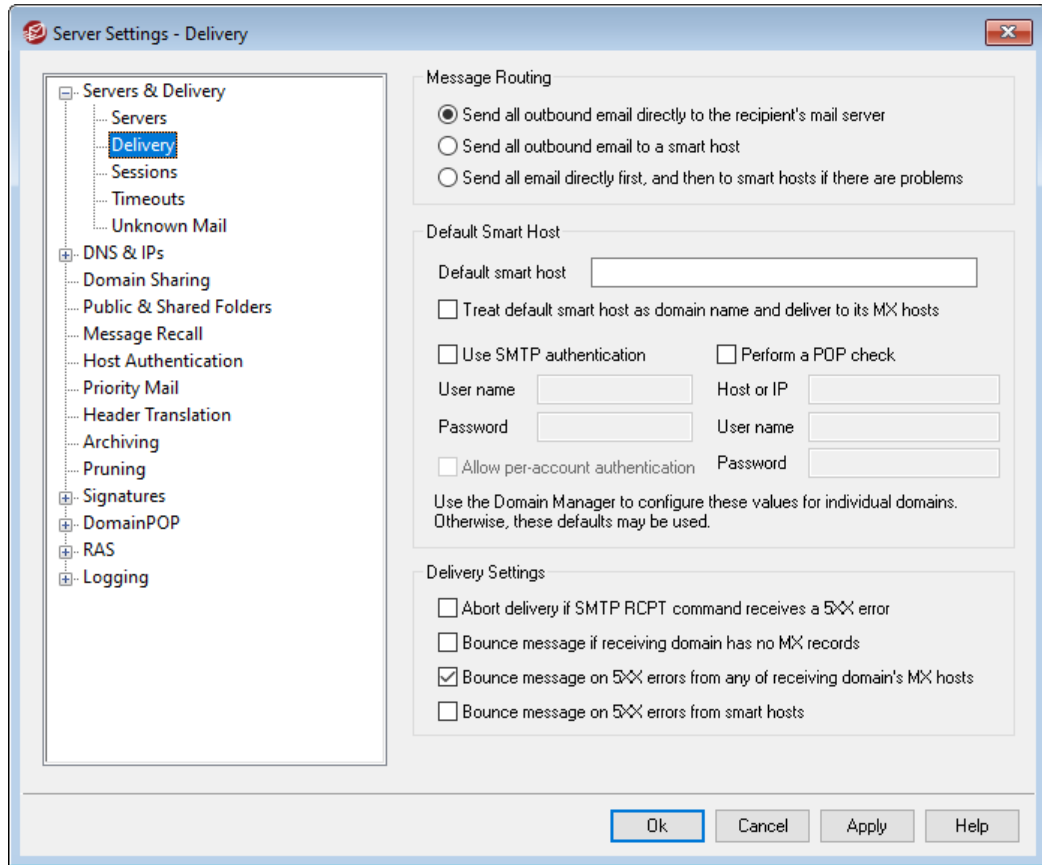 Server Settings - Delivery
Servers & Delivery
Servers
Delivery
Sessions
Timeouts
Unknown Mail
DNS & IPs
Domain Sharing
Public & Shared Folders
Message Recall
Host Authentication
Priority Mail
Header Translation
Archiving
Pruning
Signatures
DomainPOP
RAS
Logging
Message Routing
Send all outbound email directly to the recipient's mail server
Send all outbound email to a smart host
Send all email directly first, and then to smart hosts if there are problems
Default Smart Host
Default smart host
Treat default smart host as domain name and deliver to its MX hosts
Use SMTP authentication
Perform a POP check
User name
Host or IP
Password
User name
Allow per-account authentication
Password
Use the Domain Manager to configure these values for individual domains.
Otherwise, these defaults may be used.
Delivery Settings
Abort delivery if SMTP RCPT command receives a 5XX error
Bounce message if receiving domain has no MX records
Bounce message on 5XX errors from any of receiving domain's MX hosts
Bounce message on 5XX errors from smart hosts
Ok
Cancel
Apply
Help